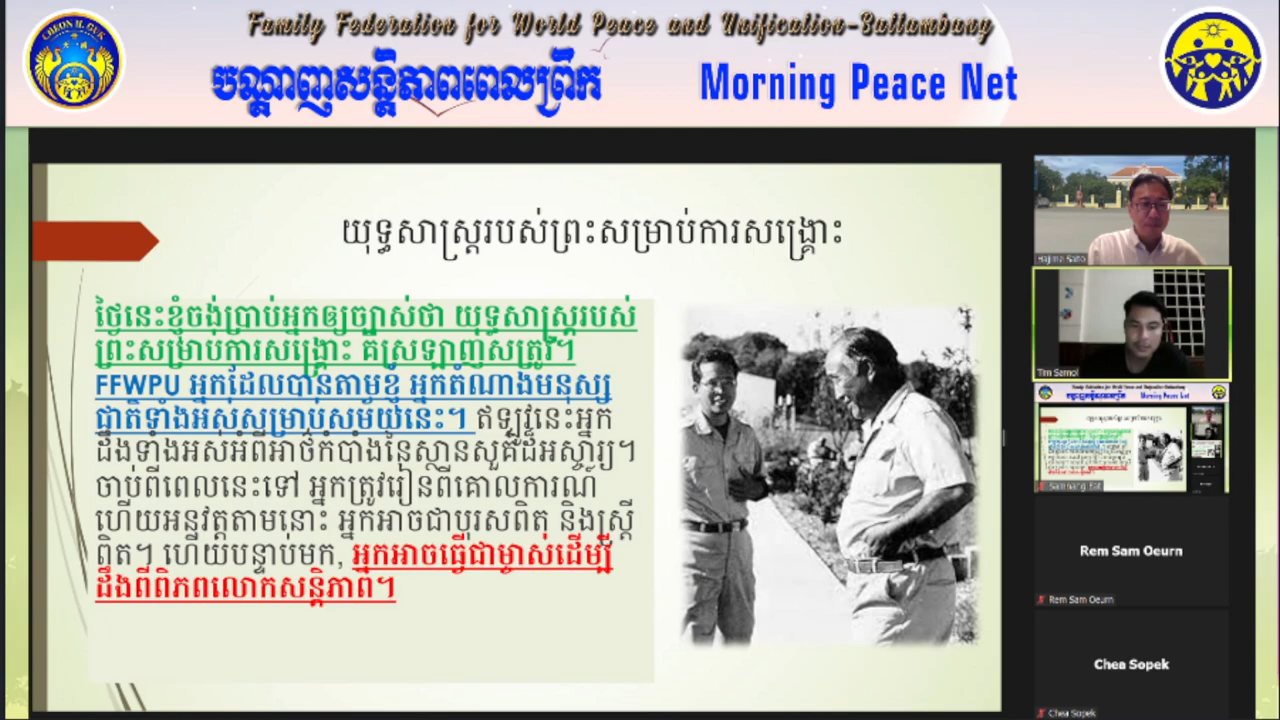 Family Federation for World Peace and Unification-Battambang
CHEON IL GUK
បណ្តាញសន្តិភាពពេលព្រឹក
Morning Peace Net
យុទ្ធសាស្ត្ររបស់ព្រះសម្រាប់ការសង្គ្រោះ
ថ្ងៃនេះខ្ញុំចង់ប្រាប់អ្នកឲ្យច្បាស់ថា យុទ្ធសាស្ត្ររបស់
ព្រះសម្រាប់ការសង្គ្រោះ គឺស្រឡាញ់សត្រូវ។
FFWPU អ្នកដែលបានតាមខ្ញុំ អ្នកតំណាងមនុស្ស
ជាតិទាំងអស់សម្រាប់សម័យនេះ។ ឥឡូវនេះអ្នក
ដឹងទាំងអស់អំពីអាថ៌កំបាំងនៃឋានសួគ៌ដ៏អស្ចារ្យ។
ចាប់ពីពេលនេះទៅ អ្នកត្រូវរៀនពីគោលការណ៍
ហើយអនុវត្តតាមនោះ អ្នកអាចជាបុរសពិត និងស្ត្រី
ពិត។ ហើយបន្ទាប់មក, អ្នកអាចធ្វើជាម្ចាស់ដើម្បី
ដឹងពីពិភពលោកសន្តិភាព។
Hajime Saito
Tim Samol
Samnang Eat
Rem Sam Oeurn
Rem Sam Oeurn
Chea Sopek
Chea Sopek